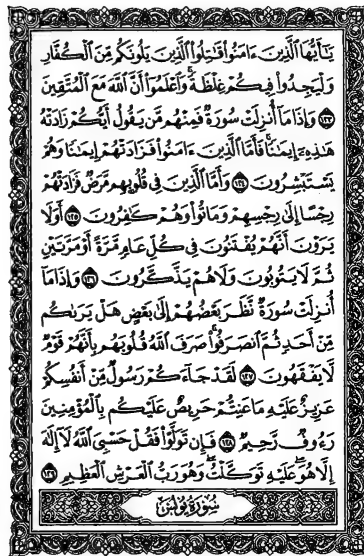 يَـٰٓأَيُّهَا ٱلَّذِينَ ءَامَنُوا۟ قَـٰتِلُوا۟ ٱلَّذِينَ يَلُونَكُم مِّنَ ٱلْكُفَّارِ
وَلْيَجِدُوا۟ فِيكُمْ غِلْظَةً ۚ وَٱعْلَمُوٓا۟ أَنَّ ٱللَّهَ مَعَ ٱلْمُتَّقِينَ
١٢٣ وَإِذَا مَآ أُنزِلَتْ سُورَةٌ فَمِنْهُم مَّن يَقُولُ أَيُّكُمْ زَادَتْهُ
هَـٰذِهِۦٓ إِيمَـٰنًا ۚ فَأَمَّا ٱلَّذِينَ ءَامَنُوا۟ فَزَادَتْهُمْ إِيمَـٰنًا وَهُمْ
يَسْتَبْشِرُونَ ١٢٤ وَأَمَّا ٱلَّذِينَ فِى قُلُوبِهِم مَّرَضٌ فَزَادَتْهُمْ
رِجْسًا إِلَىٰ رِجْسِهِمْ وَمَاتُوا۟ وَهُمْ كَـٰفِرُونَ ١٢٥ أَوَلَا
يَرَوْنَ أَنَّهُمْ يُفْتَنُونَ فِى كُلِّ عَامٍ مَّرَّةً أَوْ مَرَّتَيْنِ
ثُمَّ لَا يَتُوبُونَ وَلَا هُمْ يَذَّكَّرُونَ ١٢٦ وَإِذَا مَآ
أُنزِلَتْ سُورَةٌ نَّظَرَ بَعْضُهُمْ إِلَىٰ بَعْضٍ هَلْ يَرَىٰكُم
مِّنْ أَحَدٍ ثُمَّ ٱنصَرَفُوا۟ ۚ صَرَفَ ٱللَّهُ قُلُوبَهُم بِأَنَّهُمْ قَوْمٌ
لَّا يَفْقَهُونَ ١٢٧ لَقَدْ جَآءَكُمْ رَسُولٌ مِّنْ أَنفُسِكُمْ
عَزِيزٌ عَلَيْهِ مَا عَنِتُّمْ حَرِيصٌ عَلَيْكُم بِٱلْمُؤْمِنِينَ
رَءُوفٌ رَّحِيمٌ ١٢٨ فَإِن تَوَلَّوْا۟ فَقُلْ حَسْبِىَ ٱللَّهُ لَآ إِلَـٰهَ
إِلَّا هُوَ ۖ عَلَيْهِ تَوَكَّلْتُ ۖ وَهُوَ رَبُّ ٱلْعَرْشِ ٱلْعَظِيمِ ١٢٩
سُورَةُ يُونُسَ